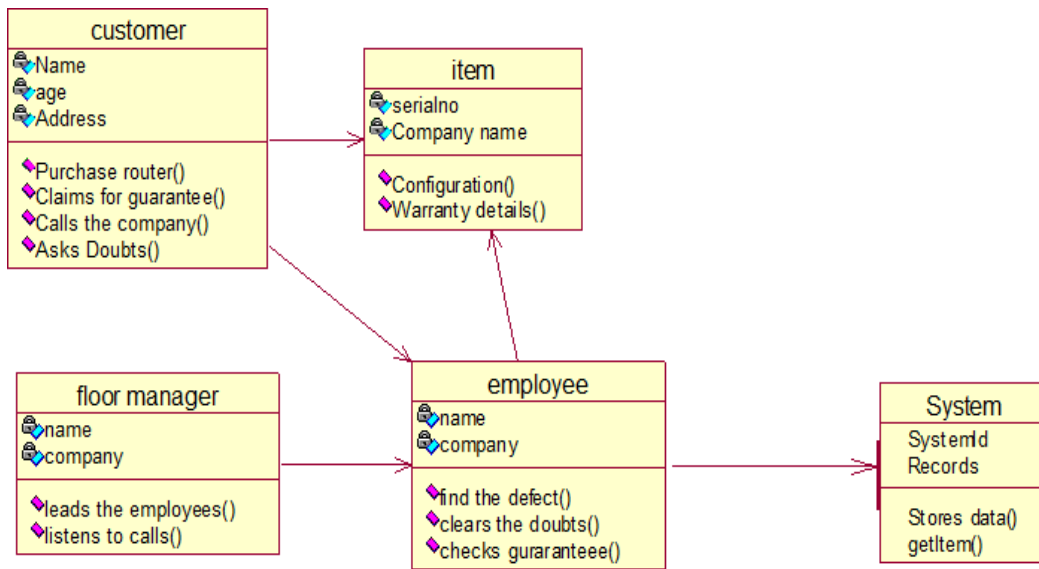 customer
Name
age
Address
Purchase router()
Claims for guarantee()
Calls the company()
Asks Doubts()
item
serialno
Company name
Configuration()
Warranty details()
floor manager
name
company
leads the employees()
listens to calls()
employee
name
company
find the defect()
clears the doubts()
checks guraranteee()
System
SystemId
Records
Stores data()
getItem()